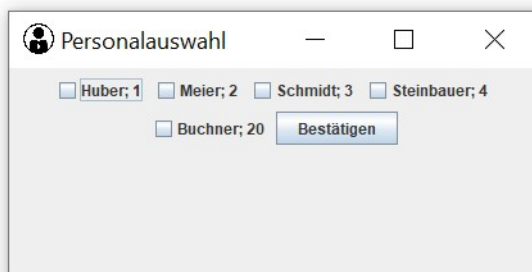 Personalauswahl
Huber; 1 Meier; 2 Schmidt; 3 Steinbauer; 4
Buchner; 20 Bestätigen